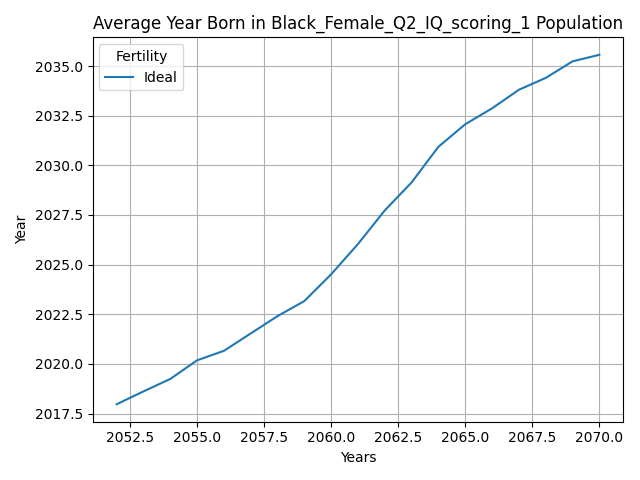 Average Year Born in Black_Female_Q2_IQ_scoring_1 Population
Fertility
Ideal
Year
2035.0
2032.5
2030.0
2027.5
2025.0
2022.5
2020.0
2017.5
2052.5 2055.0 2057.5 2060.0 2062.5 2065.0 2067.5 2070.0
Years